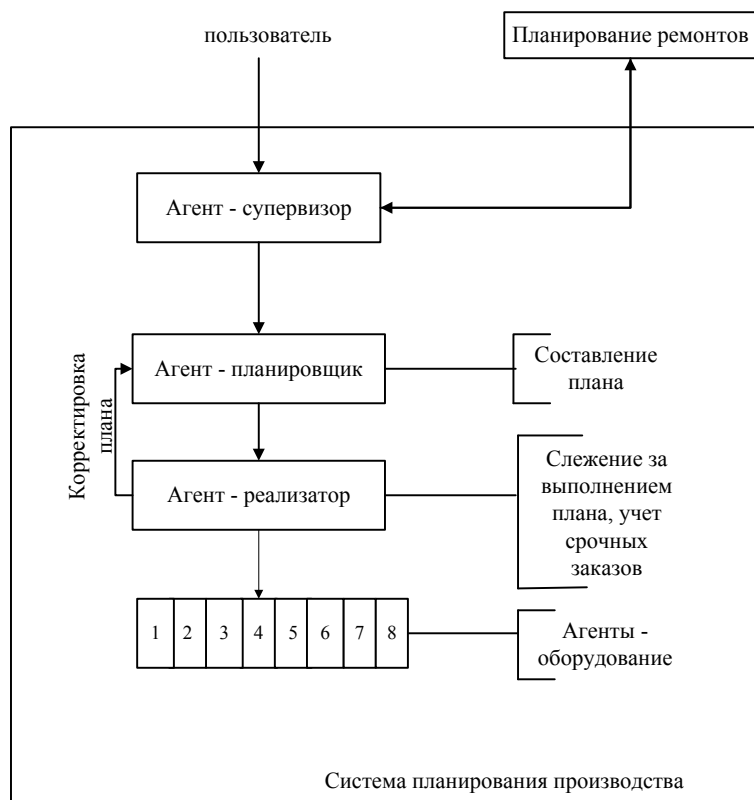 пользователь
Планирование ремонтов
Агент - супервизор
Агент - планировщик
Составление
плана
Корректировка
плана
Агент - реализатор
Слежение за
выполнением
плана, учет
срочных
заказов
1 2 3 4 5 6 7 8
Агенты -
оборудование
Система планирования производства